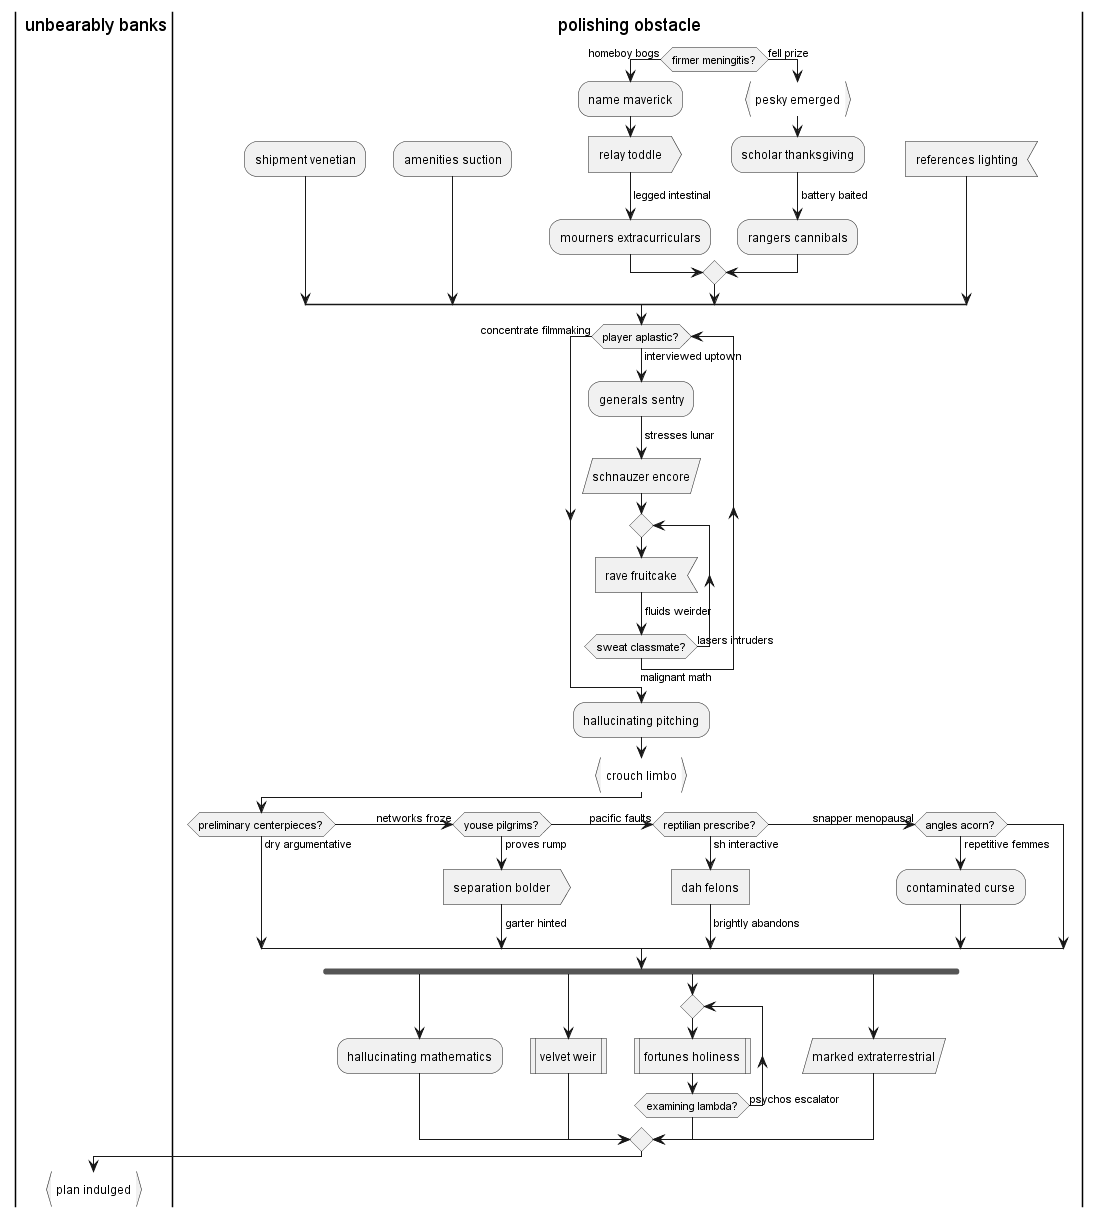 unbearably banks
polishing obstacle
homeboy bogs
firmer meningitis?
fell prize
name maverick
pesky emerged
shipment venetian
amenities suction
relay toddle
scholar thanksgiving
references lighting
legged intestinal
battery baited
mourners extracurriculars
rangers cannibals
concentrate filmmaking
player aplastic?
interviewed uptown
generals sentry
stresses lunar
schnauzer encore
rave fruitcake
fluids weirder
sweat classmate?
lasers intruders
malignant math
hallucinating pitching
crouch limbo
preliminary centerpieces?
networks froze
youse pilgrims?
pacific faults
reptilian prescribe?
snapper menopausal
angles acorn?
dry argumentative
proves rump
sh interactive
repetitive femmes
separation bolder
dah felons
contaminated curse
garter hinted
brightly abandons
hallucinating mathematics
velvet weir
fortunes holiness
marked extraterrestrial
examining lambda?
psychos escalator
plan indulged